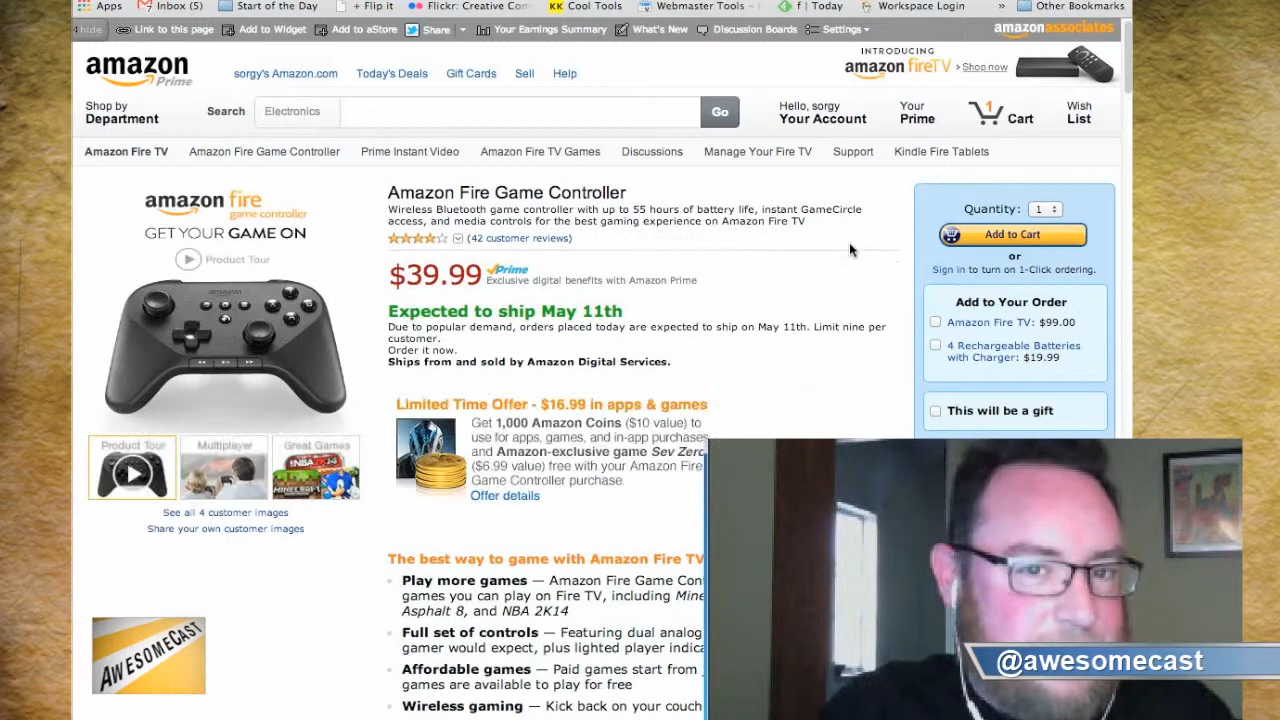 Apps Inbox (5) Start of the Day + Flip it Flickr: Creative Com KK Cool Tools Webmaster Tools - f | Today Workspace Login » Other Bookmarks
hide Link to this page Add to Widget Add to aStore Share Your Earnings Summary What's New Discussion Boards Settings amazonassociates
amazon Prime
sorgy's Amazon.com Today's Deals Gift Cards Sell Help
INTRODUCING
amazon fireTV › Shop now
Shop by
Department
Search Electronics Go
Hello, sorgy
Your Account
Your
Prime
1 Cart
Wish
List
Amazon Fire TV Amazon Fire Game Controller Prime Instant Video Amazon Fire TV Games Discussions Manage Your Fire TV Support Kindle Fire Tablets
amazon fire
game controller
GET YOUR GAME ON
Product Tour
Product Tour Multiplayer Great Games
NBA2K14
MINECRAFT
See all 4 customer images
Share your own customer images
Amazon Fire Game Controller
Wireless Bluetooth game controller with up to 55 hours of battery life, instant GameCircle
access, and media controls for the best gaming experience on Amazon Fire TV
(42 customer reviews)
$39.99 Prime
Exclusive digital benefits with Amazon Prime
Expected to ship May 11th
Due to popular demand, orders placed today are expected to ship on May 11th. Limit nine per
customer.
Order it now.
Ships from and sold by Amazon Digital Services.
Limited Time Offer - $16.99 in apps & games
Get 1,000 Amazon Coins ($10 value) to
use for apps, games, and in-app purchases
and Amazon-exclusive game Sev Zero
($6.99 value) free with your Amazon Fire
Game Controller purchase.
Offer details
The best way to game with Amazon Fire TV
Play more games — Amazon Fire Game Con
games you can play on Fire TV, including Mine
Asphalt 8, and NBA 2K14
Full set of controls — Featuring dual analog
gamer would expect, plus lighted player indica
Affordable games — Paid games start from
games are available to play for free
Wireless gaming — Kick back on your couch
Quantity: 1
Add to Cart
or
Sign in to turn on 1-Click ordering.
Add to Your Order
Amazon Fire TV: $99.00
4 Rechargeable Batteries
with Charger: $19.99
This will be a gift
AWESOMECAST
@awesomecast